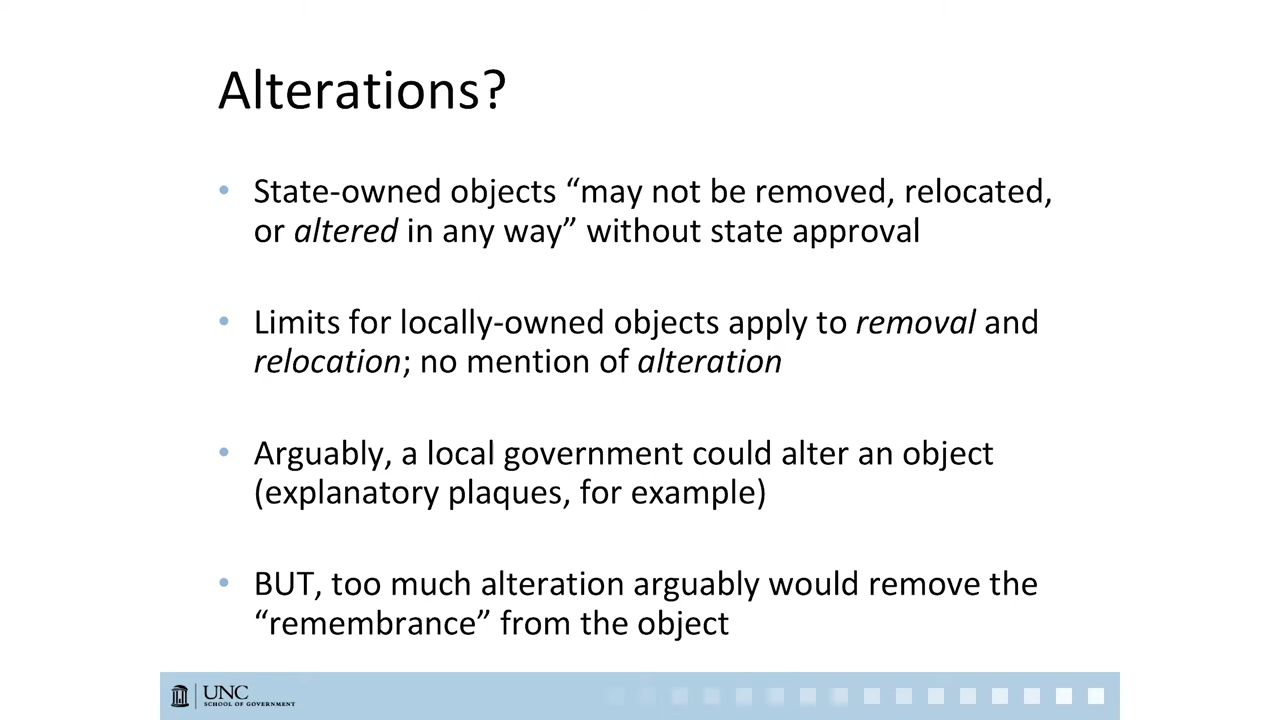 Alterations?
• State-owned objects “may not be removed, relocated,
or altered in any way” without state approval
• Limits for locally-owned objects apply to removal and
relocation; no mention of alteration
• Arguably, a local government could alter an object
(explanatory plaques, for example)
• BUT, too much alteration arguably would remove the
“remembrance” from the object
UNC
SCHOOL OF GOVERNMENT